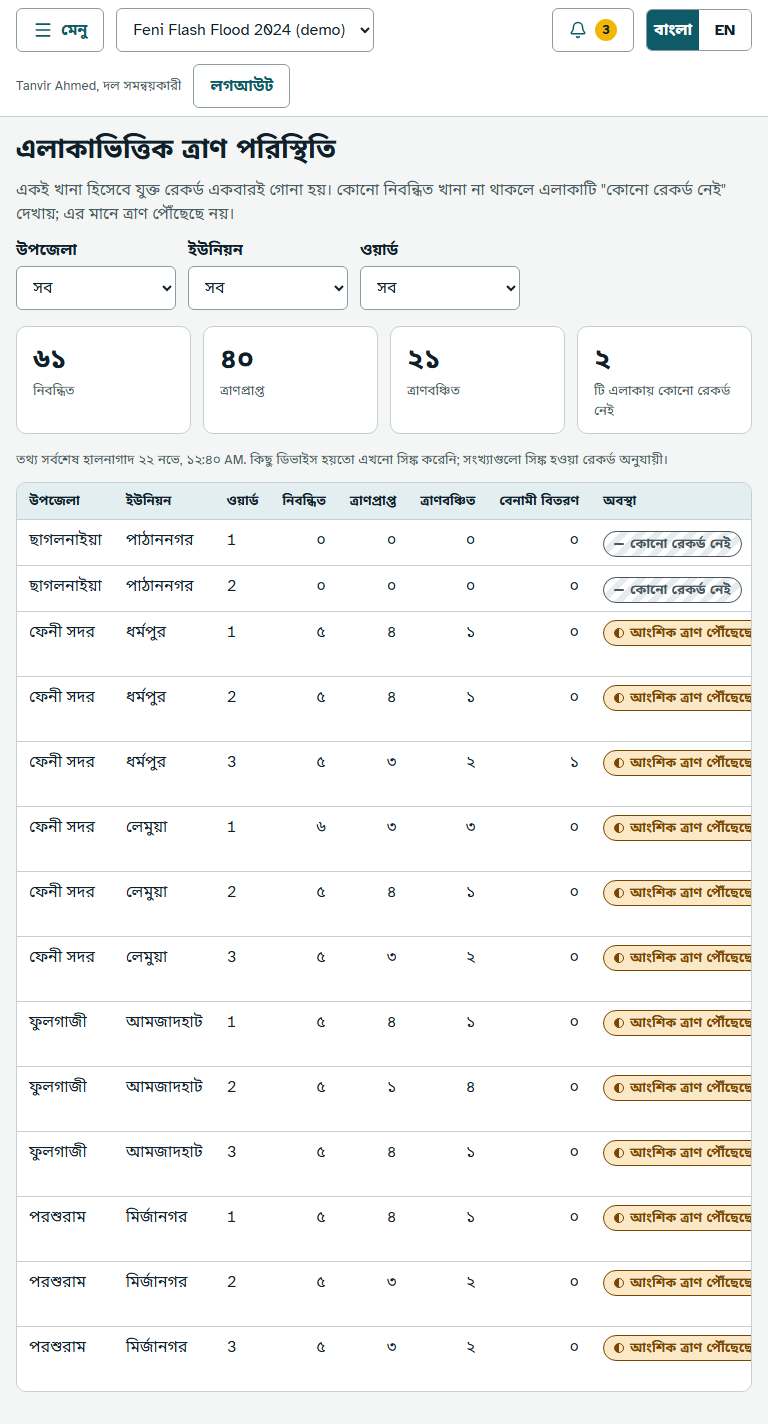 ☰ মেনু Feni Flash Flood 2024 (demo) 3 বাংলা EN
Tanvir Ahmed, দল সমন্বয়কারী লগআউট
এলাকাভিত্তিক ত্রাণ পরিস্থিতি
একই খানা হিসেবে যুক্ত রেকর্ড একবারই গোনা হয়। কোনো নিবন্ধিত খানা না থাকলে এলাকাটি "কোনো রেকর্ড নেই"
দেখায়; এর মানে ত্রাণ পৌঁছেছে নয়।
উপজেলা ইউনিয়ন ওয়ার্ড
সব সব সব
৬১ ৪০ ২১ ২
নিবন্ধিত ত্রাণপ্রাপ্ত ত্রাণবঞ্চিত টি এলাকায় কোনো রেকর্ড
নেই
তথ্য সর্বশেষ হালনাগাদ ২২ নভে, ১২:৪০ AM. কিছু ডিভাইস হয়তো এখনো সিঙ্ক করেনি; সংখ্যাগুলো সিঙ্ক হওয়া রেকর্ড অনুযায়ী।
উপজেলা ইউনিয়ন ওয়ার্ড নিবন্ধিত ত্রাণপ্রাপ্ত ত্রাণবঞ্চিত বেনামী বিতরণ অবস্থা
ছাগলনাইয়া পাঠাননগর 1 ০ ০ ০ ০ — কোনো রেকর্ড নেই
ছাগলনাইয়া পাঠাননগর 2 ০ ০ ০ ০ — কোনো রেকর্ড নেই
ফেনী সদর ধর্মপুর 1 ৫ ৪ ১ ০ ◐ আংশিক ত্রাণ পৌঁছেছে
ফেনী সদর ধর্মপুর 2 ৫ ৪ ১ ০ ◐ আংশিক ত্রাণ পৌঁছেছে
ফেনী সদর ধর্মপুর 3 ৫ ৩ ২ ১ ◐ আংশিক ত্রাণ পৌঁছেছে
ফেনী সদর লেমুয়া 1 ৬ ৩ ৩ ০ ◐ আংশিক ত্রাণ পৌঁছেছে
ফেনী সদর লেমুয়া 2 ৫ ৪ ১ ০ ◐ আংশিক ত্রাণ পৌঁছেছে
ফেনী সদর লেমুয়া 3 ৫ ৩ ২ ০ ◐ আংশিক ত্রাণ পৌঁছেছে
ফুলগাজী আমজাদহাট 1 ৫ ৪ ১ ০ ◐ আংশিক ত্রাণ পৌঁছেছে
ফুলগাজী আমজাদহাট 2 ৫ ১ ৪ ০ ◐ আংশিক ত্রাণ পৌঁছেছে
ফুলগাজী আমজাদহাট 3 ৫ ৪ ১ ০ ◐ আংশিক ত্রাণ পৌঁছেছে
পরশুরাম মির্জানগর 1 ৫ ৪ ১ ০ ◐ আংশিক ত্রাণ পৌঁছেছে
পরশুরাম মির্জানগর 2 ৫ ৩ ২ ০ ◐ আংশিক ত্রাণ পৌঁছেছে
পরশুরাম মির্জানগর 3 ৫ ৩ ২ ০ ◐ আংশিক ত্রাণ পৌঁছেছে